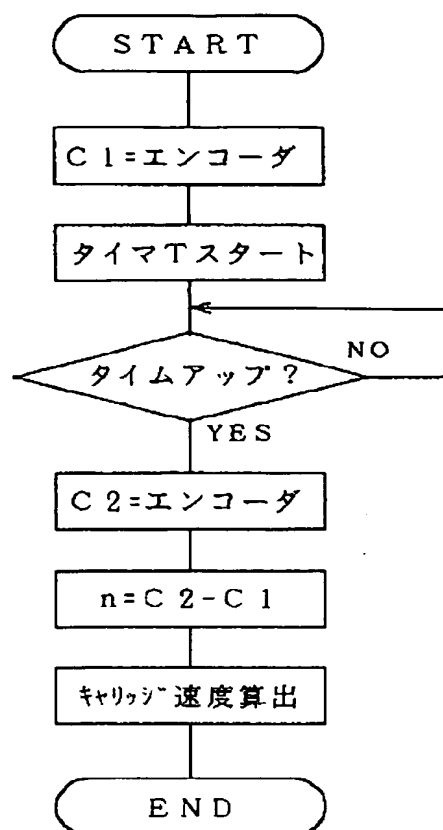 START
C1=エンコーダ
タイマTスタート
タイムアップ?
NO
YES
C2=エンコーダ
n=C2-C1
ｷｬﾘｯｼﾞ速度算出
END